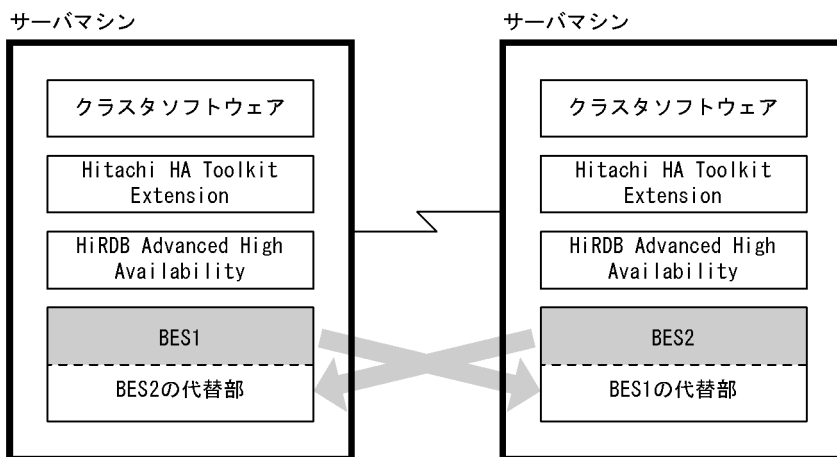 サーバマシン
クラスタソフトウェア
Hitachi HA Toolkit
Extension
HiRDB Advanced High
Availability
BES1
BES2の代替部
サーバマシン
クラスタソフトウェア
Hitachi HA Toolkit
Extension
HiRDB Advanced High
Availability
BES2
BES1の代替部